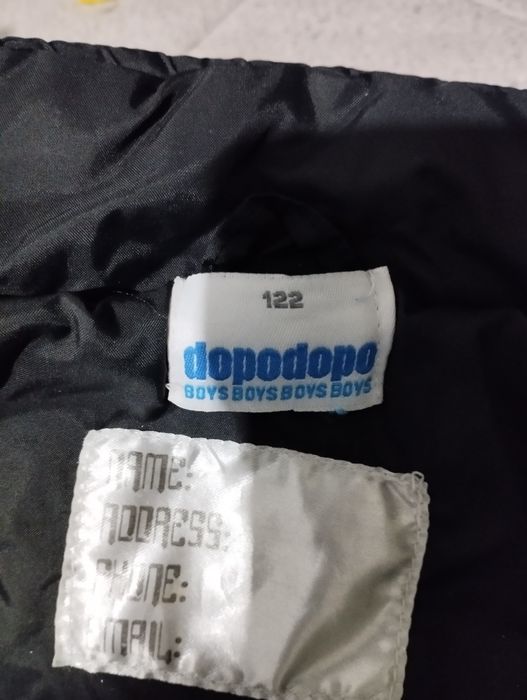 122
dopodopo
BOYS BOYS BOYS BOYS
NAME:
ADDRESS:
PHONE:
EMAIL: